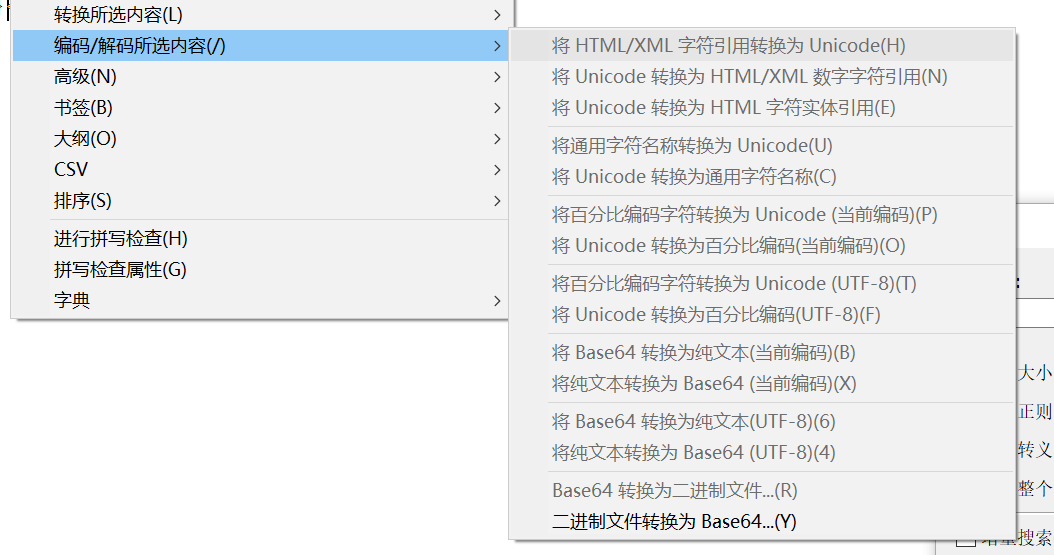 转换所选内容(L)
编码/解码所选内容(/)
高级(N)
书签(B)
大纲(O)
CSV
排序(S)
进行拼写检查(H)
拼写检查属性(G)
字典
将 HTML/XML 字符引用转换为 Unicode(H)
将 Unicode 转换为 HTML/XML 数字字符引用(N)
将 Unicode 转换为 HTML 字符实体引用(E)
将通用字符名称转换为 Unicode(U)
将 Unicode 转换为通用字符名称(C)
将百分比编码字符转换为 Unicode (当前编码)(P)
将 Unicode 转换为百分比编码(当前编码)(O)
将百分比编码字符转换为 Unicode (UTF-8)(T)
将 Unicode 转换为百分比编码(UTF-8)(F)
将 Base64 转换为纯文本(当前编码)(B)
将纯文本转换为 Base64 (当前编码)(X)
将 Base64 转换为纯文本(UTF-8)(6)
将纯文本转换为 Base64 (UTF-8)(4)
Base64 转换为二进制文件...(R)
二进制文件转换为 Base64...(Y)
:
大小
正则
转义
整个
搜索